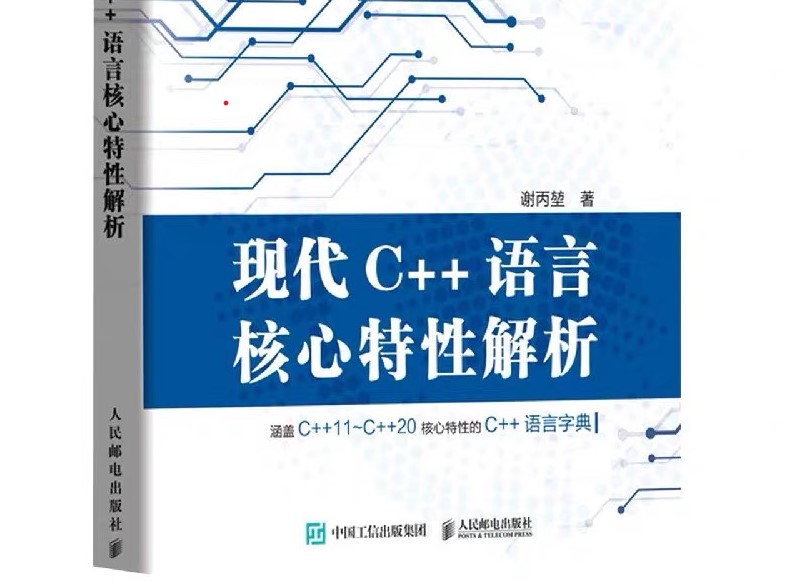 ++ 语言核心特性解析
人民邮电出版社
谢丙堃 著
现代 C++ 语言
核心特性解析
涵盖 C++11~C++20 核心特性的 C++ 语言字典
中国工信出版集团
人民邮电出版社
POSTS & TELECOM PRESS